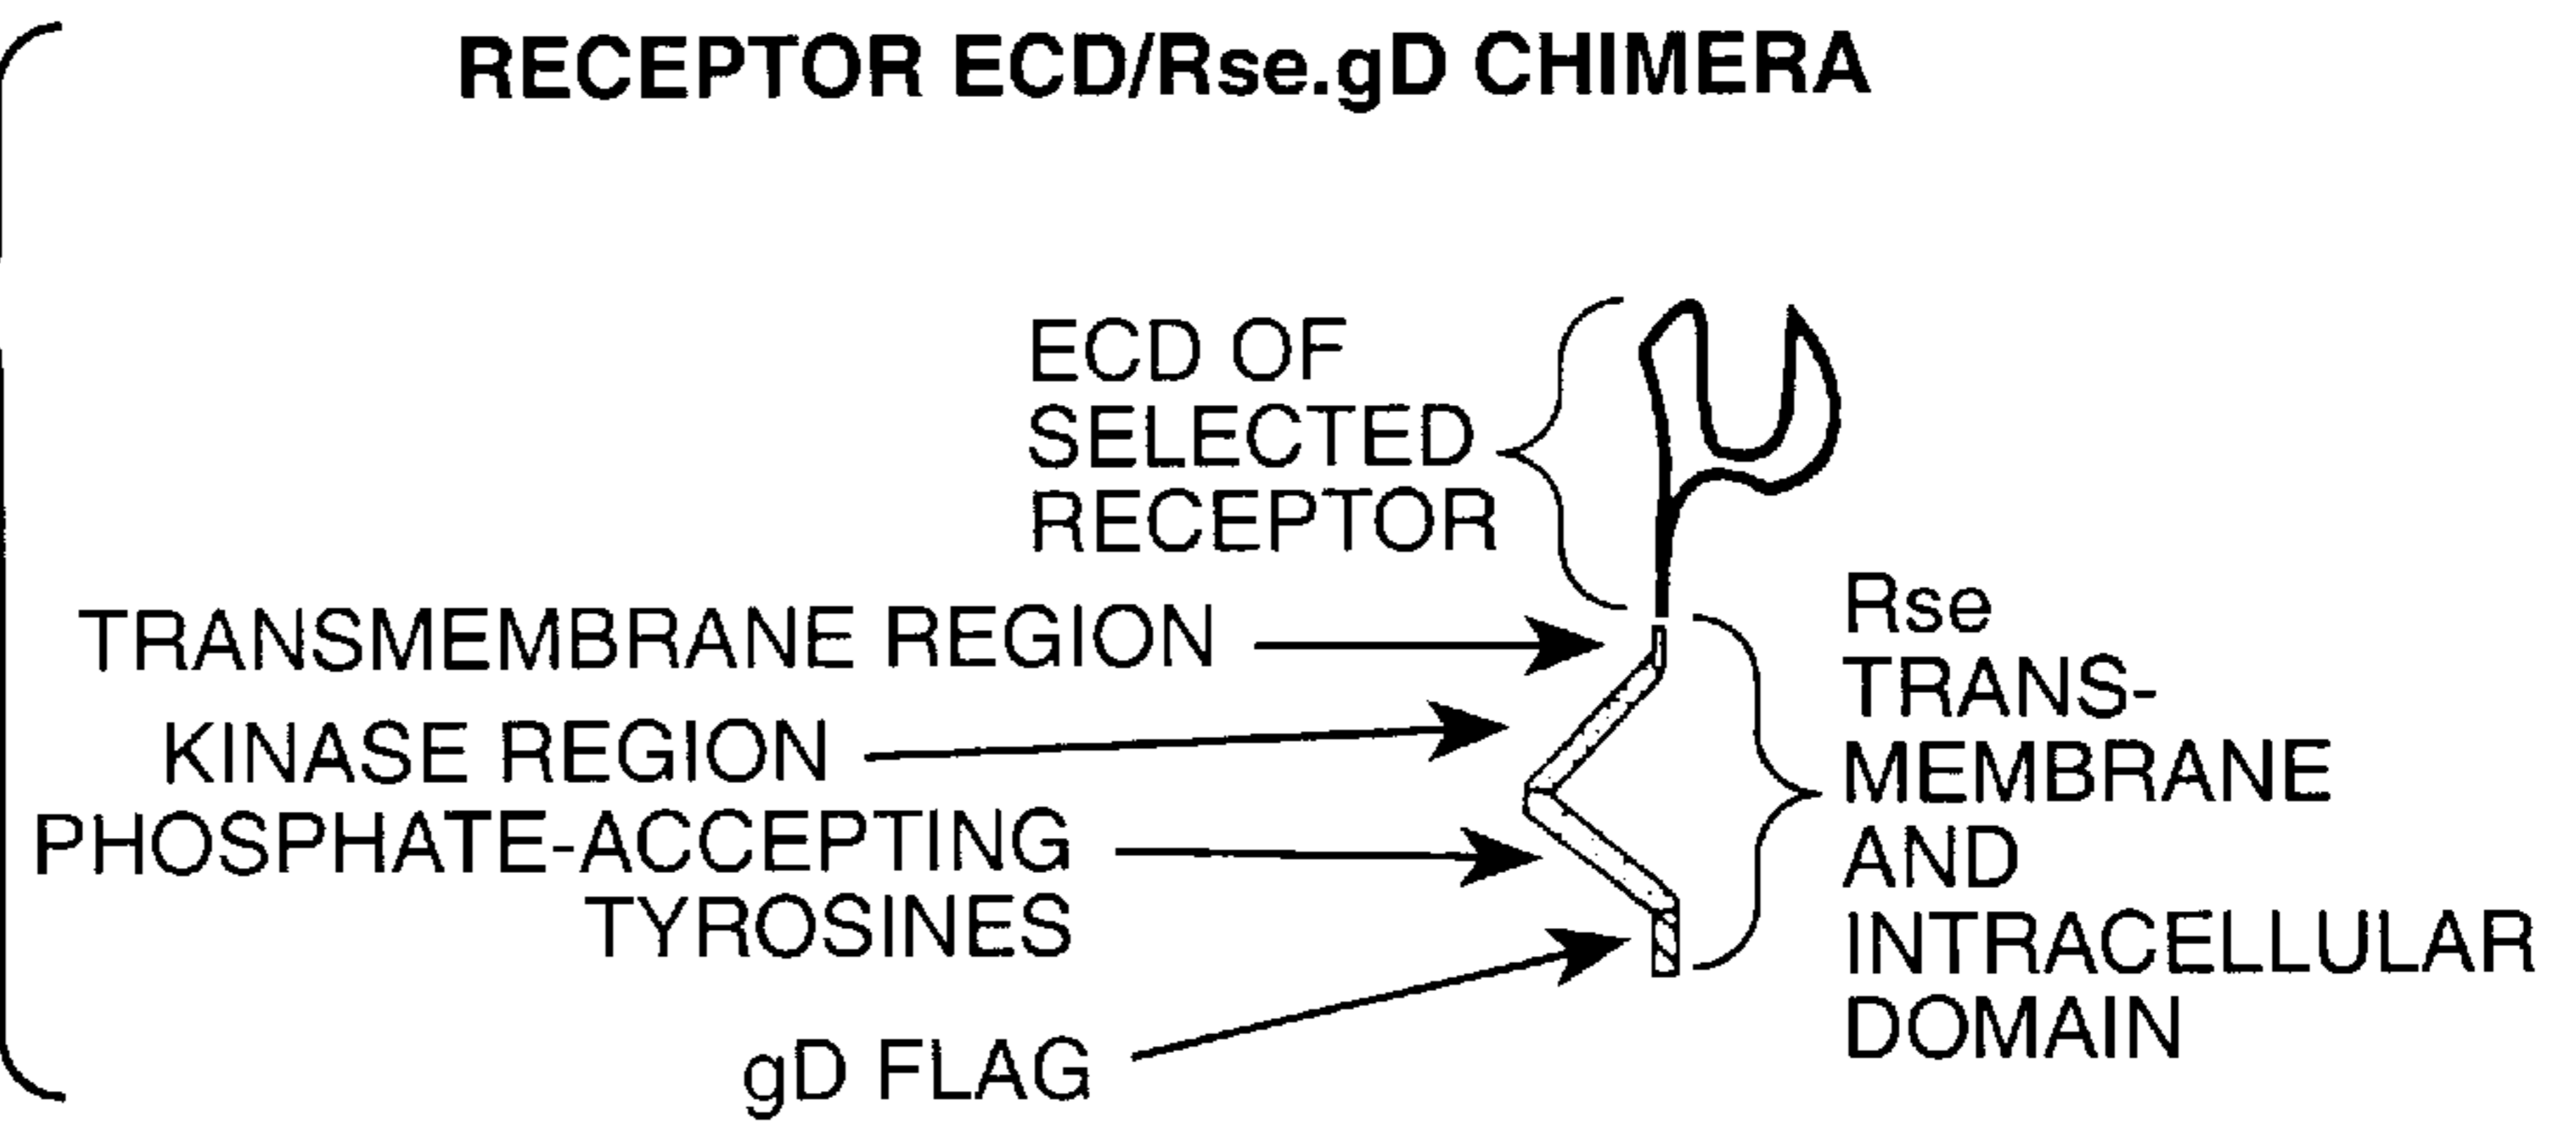 RECEPTOR ECD/Rse.gD CHIMERA
ECD OF
SELECTED
RECEPTOR
TRANSMEMBRANE REGION
KINASE REGION
PHOSPHATE-ACCEPTING
TYROSINES
gD FLAG
Rse
TRANS-
MEMBRANE
AND
INTRACELLULAR
DOMAIN